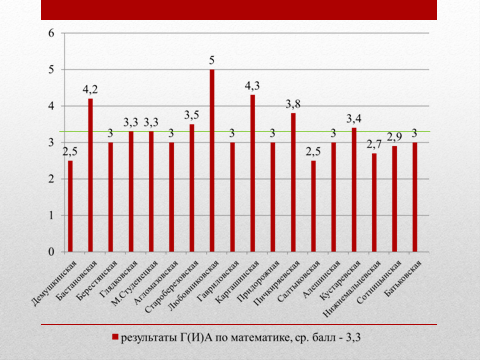 6
5
4
3
2
1
0
2,5
4,2
3
3,3
3,3
3
3,5
5
3
4,3
3
3,8
2,5
3
3,4
2,7
2,9
3
Демушкинская
Бастановская
Берестянская
Глядковская
М.Студенецкая
Агломазовская
Староберезовская
Любовниковская
Гавриловская
Каргашинская
Придорожная
Пичкиряевская
Салтыковская
Алешинская
Кустаревская
Нижнемальцевская
Сотницынская
Батьковская
результаты Г(И)А по математике, ср. балл - 3,3